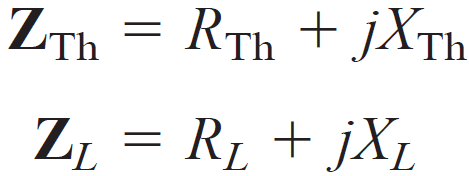 Z_Th = R_Th + jX_Th
Z_L = R_L + jX_L